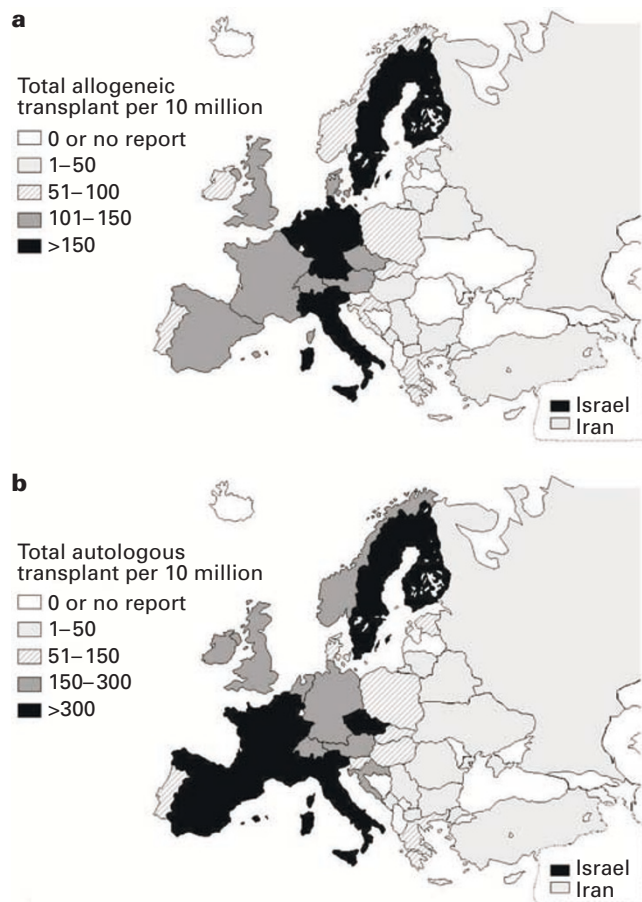 a
Total allogeneic
transplant per 10 million
0 or no report
1–50
51–100
101–150
>150
Israel
Iran
b
Total autologous
transplant per 10 million
0 or no report
1–50
51–150
150–300
>300
Israel
Iran